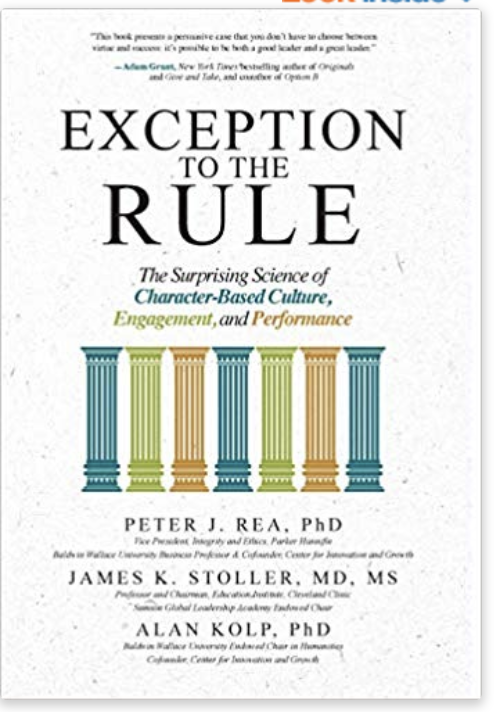 Look Inside
"This book presents a persuasive case that you don't have to choose between
virtue and success: it's possible to be both a good leader and a great leader."
—Adam Grant, New York Times bestselling author of Originals
and Give and Take, and coauthor of Option B
EXCEPTION
TO THE
RULE
The Surprising Science of
Character-Based Culture,
Engagement, and Performance
PETER J. REA, PhD
Vice President, Integrity and Ethics, Parker Hannifin
Baldwin Wallace University Business Professor & Cofounder, Center for Innovation and Growth
JAMES K. STOLLER, MD, MS
Professor and Chairman, Education Institute, Cleveland Clinic
Samson Global Leadership Academy Endowed Chair
ALAN KOLP, PhD
Baldwin Wallace University Endowed Chair in Humanities
Cofounder, Center for Innovation and Growth